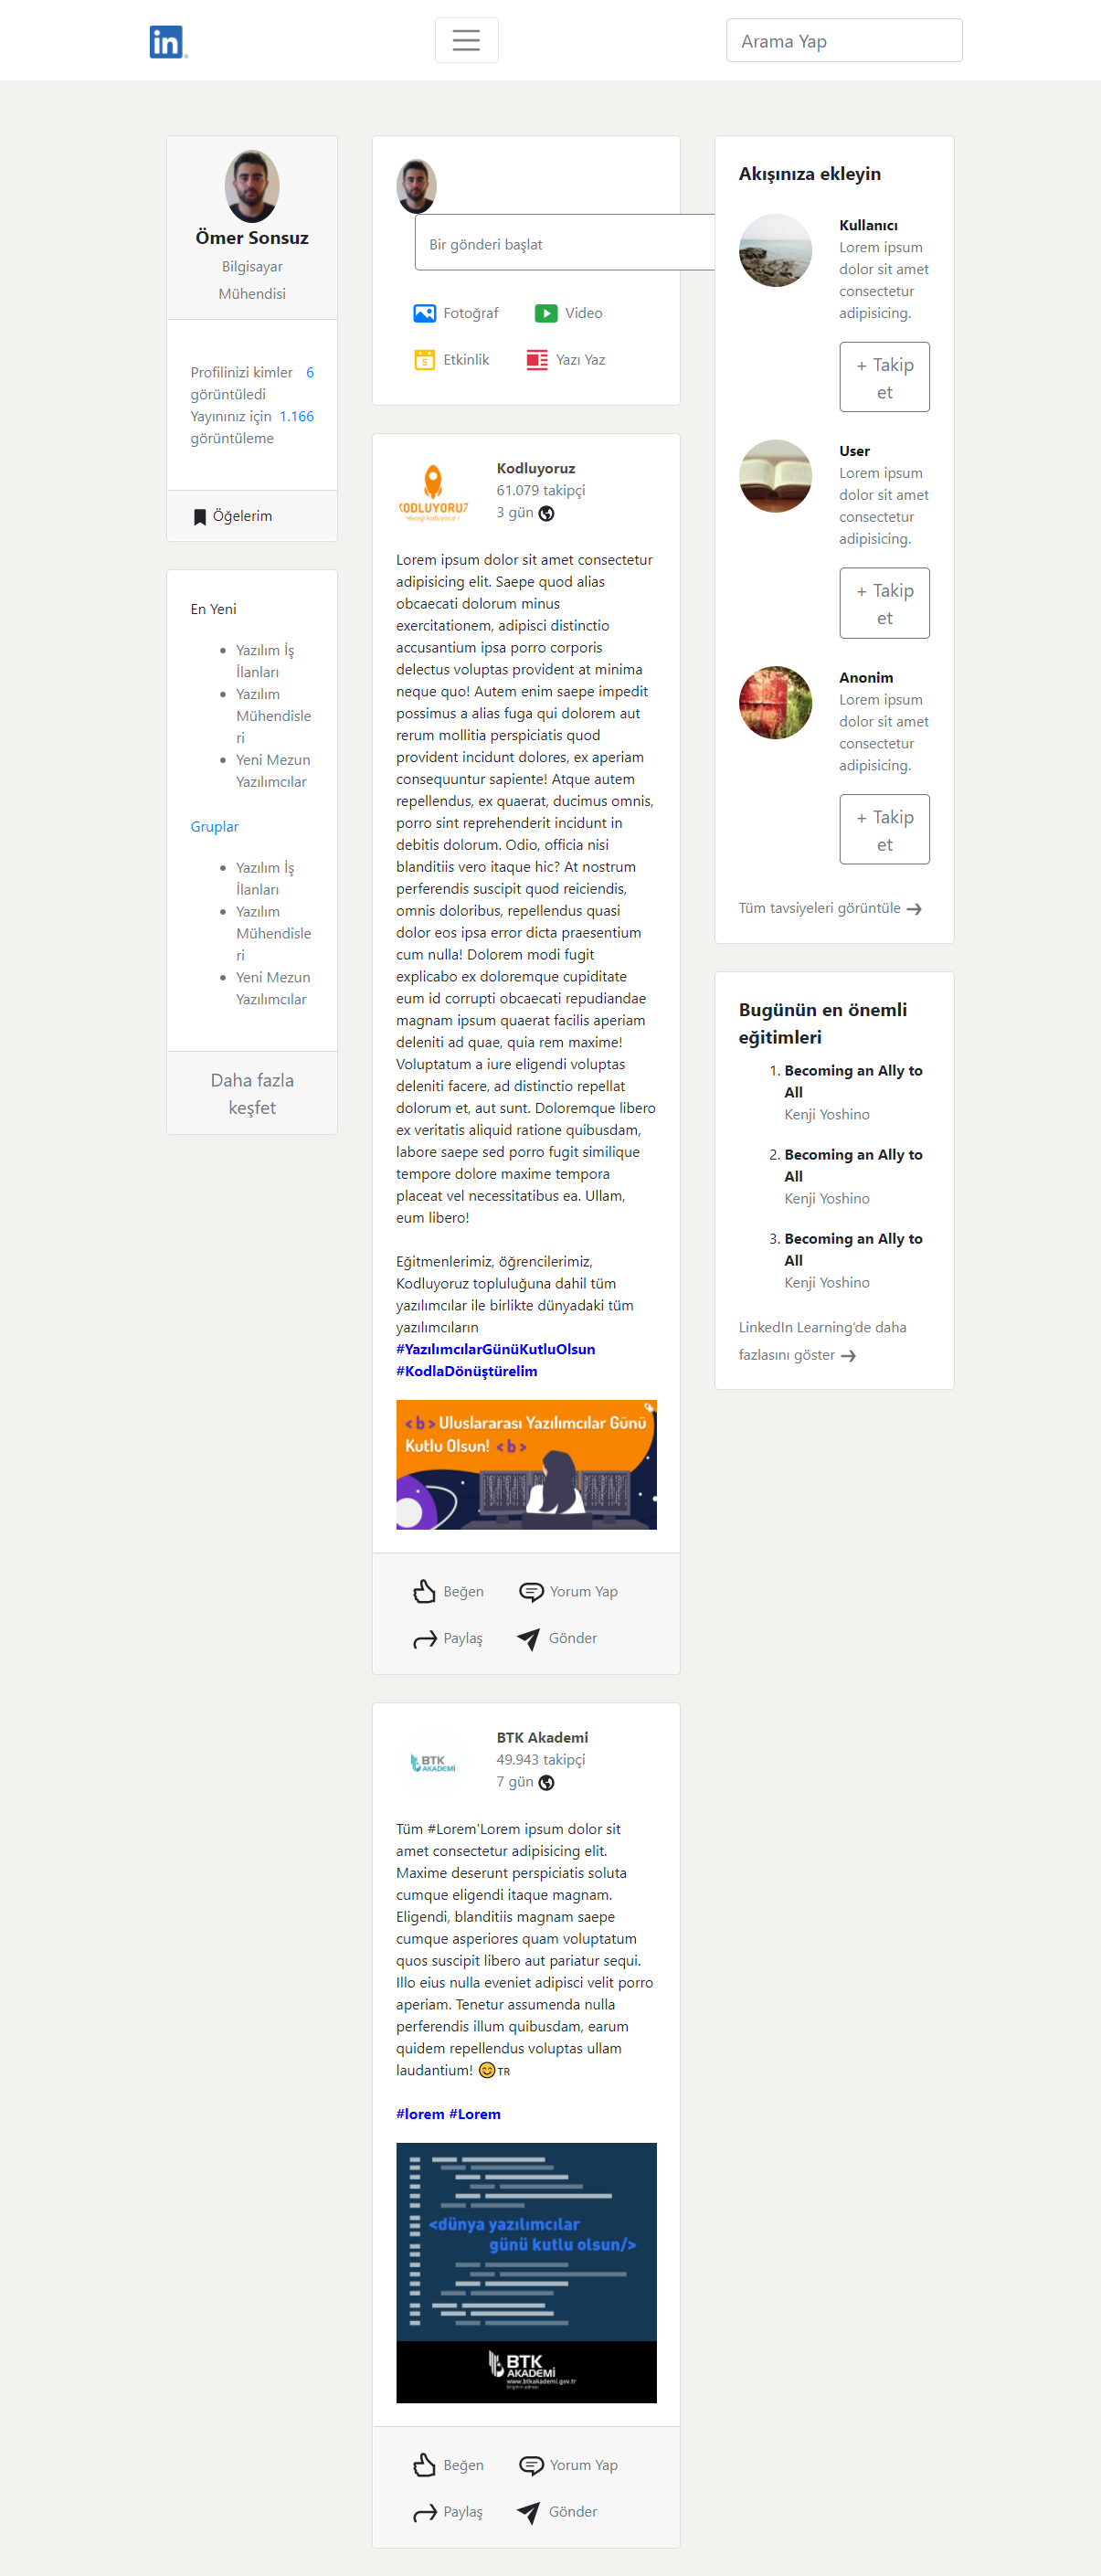 in
Arama Yap
Ömer Sonsuz
Bilgisayar
Mühendisi
Profilinizi kimler 6
görüntüledi
Yayınınız için 1.166
görüntüleme
Öğelerim
En Yeni
Yazılım İş
İlanları
Yazılım
Mühendisle
ri
Yeni Mezun
Yazılımcılar
Gruplar
Yazılım İş
İlanları
Yazılım
Mühendisle
ri
Yeni Mezun
Yazılımcılar
Daha fazla
keşfet
Bir gönderi başlat
Fotoğraf Video
5 Etkinlik Yazı Yaz
KODLUYORUZ
Kodluyoruz
61.079 takipçi
3 gün
Lorem ipsum dolor sit amet consectetur
adipisicing elit. Saepe quod alias
obcaecati dolorum minus
exercitationem, adipisci distinctio
accusantium ipsa porro corporis
delectus voluptas provident at minima
neque quo! Autem enim saepe impedit
possimus a alias fuga qui dolorem aut
rerum mollitia perspiciatis quod
provident incidunt dolores, ex aperiam
consequuntur sapiente! Atque autem
repellendus, ex quaerat, ducimus omnis,
porro sint reprehenderit incidunt in
debitis dolorum. Odio, officia nisi
blanditiis vero itaque hic? At nostrum
perferendis suscipit quod reiciendis,
omnis doloribus, repellendus quasi
dolor eos ipsa error dicta praesentium
cum nulla! Dolorem modi fugit
explicabo ex doloremque cupiditate
eum id corrupti obcaecati repudiandae
magnam ipsum quaerat facilis aperiam
deleniti ad quae, quia rem maxime!
Voluptatum a iure eligendi voluptas
deleniti facere, ad distinctio repellat
dolorum et, aut sunt. Doloremque libero
ex veritatis aliquid ratione quibusdam,
labore saepe sed porro fugit similique
tempore dolore maxime tempora
placeat vel necessitatibus ea. Ullam,
eum libero!
Eğitmenlerimiz, öğrencilerimiz,
Kodluyoruz topluluğuna dahil tüm
yazılımcılar ile birlikte dünyadaki tüm
yazılımcıların
#YazılımcılarGünüKutluOlsun
#KodlaDönüştürelim
<b> Uluslararası Yazılımcılar Günü
Kutlu Olsun! <b>
Beğen Yorum Yap
Paylaş Gönder
BTK
AKADEMİ
BTK Akademi
49.943 takipçi
7 gün
Tüm #Lorem'Lorem ipsum dolor sit
amet consectetur adipisicing elit.
Maxime deserunt perspiciatis soluta
cumque eligendi itaque magnam.
Eligendi, blanditiis magnam saepe
cumque asperiores quam voluptatum
quos suscipit libero aut pariatur sequi.
Illo eius nulla eveniet adipisci velit porro
aperiam. Tenetur assumenda nulla
perferendis illum quibusdam, earum
quidem repellendus voluptas ullam
laudantium! 😊TR
#lorem #Lorem
<dünya yazılımcılar
günü kutlu olsun/>
BTK
AKADEMİ
www.btkakademi.gov.tr
Beğen Yorum Yap
Paylaş Gönder
Akışınıza ekleyin
Kullanıcı
Lorem ipsum
dolor sit amet
consectetur
adipisicing.
+ Takip
et
User
Lorem ipsum
dolor sit amet
consectetur
adipisicing.
+ Takip
et
Anonim
Lorem ipsum
dolor sit amet
consectetur
adipisicing.
+ Takip
et
Tüm tavsiyeleri görüntüle →
Bugünün en önemli
eğitimleri
1. Becoming an Ally to
All
Kenji Yoshino
2. Becoming an Ally to
All
Kenji Yoshino
3. Becoming an Ally to
All
Kenji Yoshino
LinkedIn Learning'de daha
fazlasını göster →